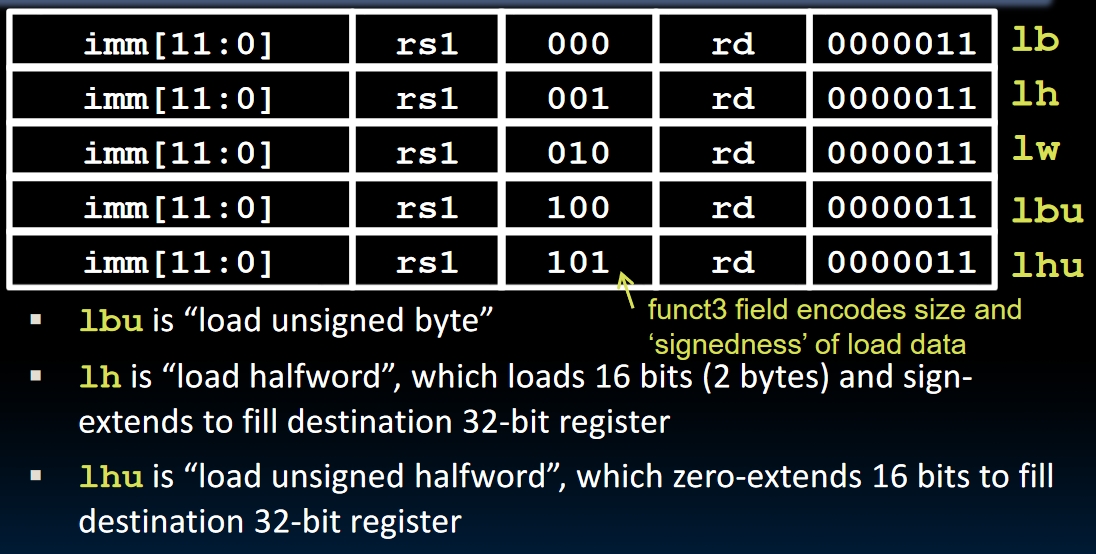 imm[11:0] rs1 000 rd 0000011 lb
imm[11:0] rs1 001 rd 0000011 lh
imm[11:0] rs1 010 rd 0000011 lw
imm[11:0] rs1 100 rd 0000011 lbu
imm[11:0] rs1 101 rd 0000011 lhu
funct3 field encodes size and
‘signedness’ of load data
▪ lbu is “load unsigned byte”
▪ lh is “load halfword”, which loads 16 bits (2 bytes) and sign-
extends to fill destination 32-bit register
▪ lhu is “load unsigned halfword”, which zero-extends 16 bits to fill
destination 32-bit register